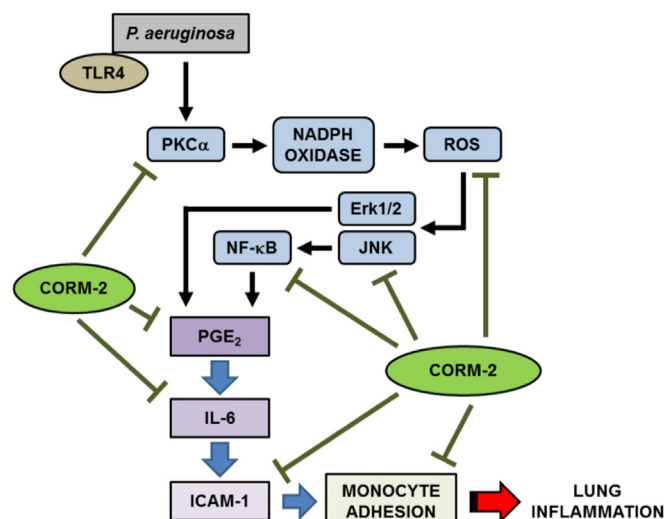 P. aeruginosa
TLR4
PKCα
NADPH
OXIDASE
ROS
Erk1/2
NF-κB
JNK
CORM-2
PGE₂
CORM-2
IL-6
ICAM-1
MONOCYTE
ADHESION
LUNG
INFLAMMATION